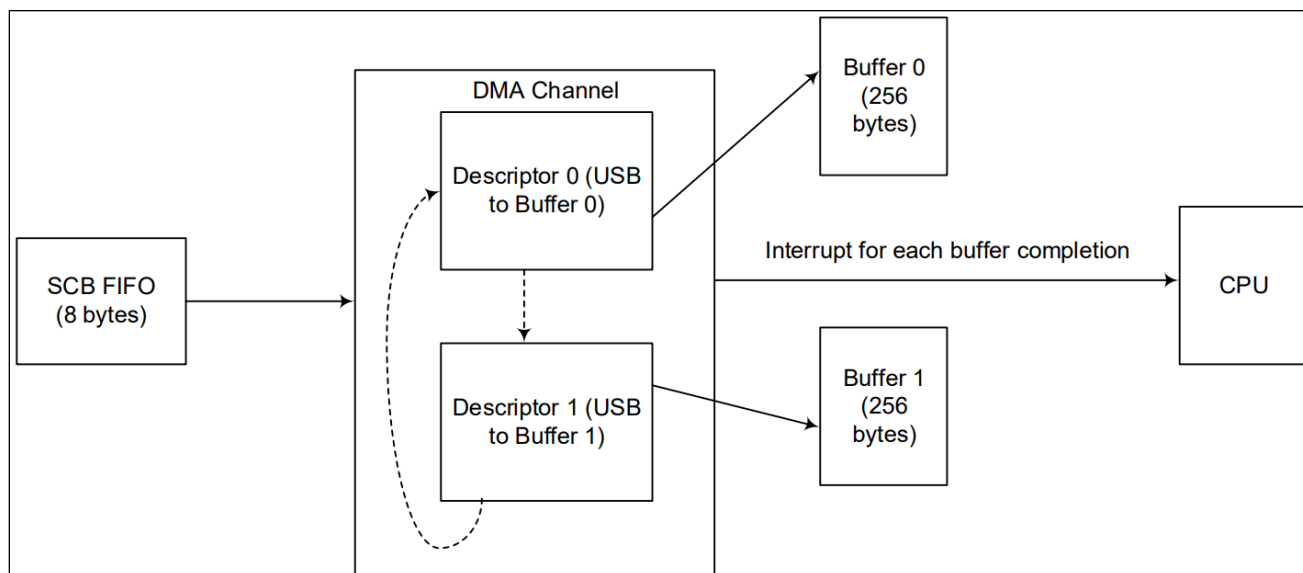 DMA Channel
Buffer 0
(256
bytes)
Descriptor 0 (USB
to Buffer 0)
Interrupt for each buffer completion
SCB FIFO
(8 bytes)
CPU
Descriptor 1 (USB
to Buffer 1)
Buffer 1
(256
bytes)